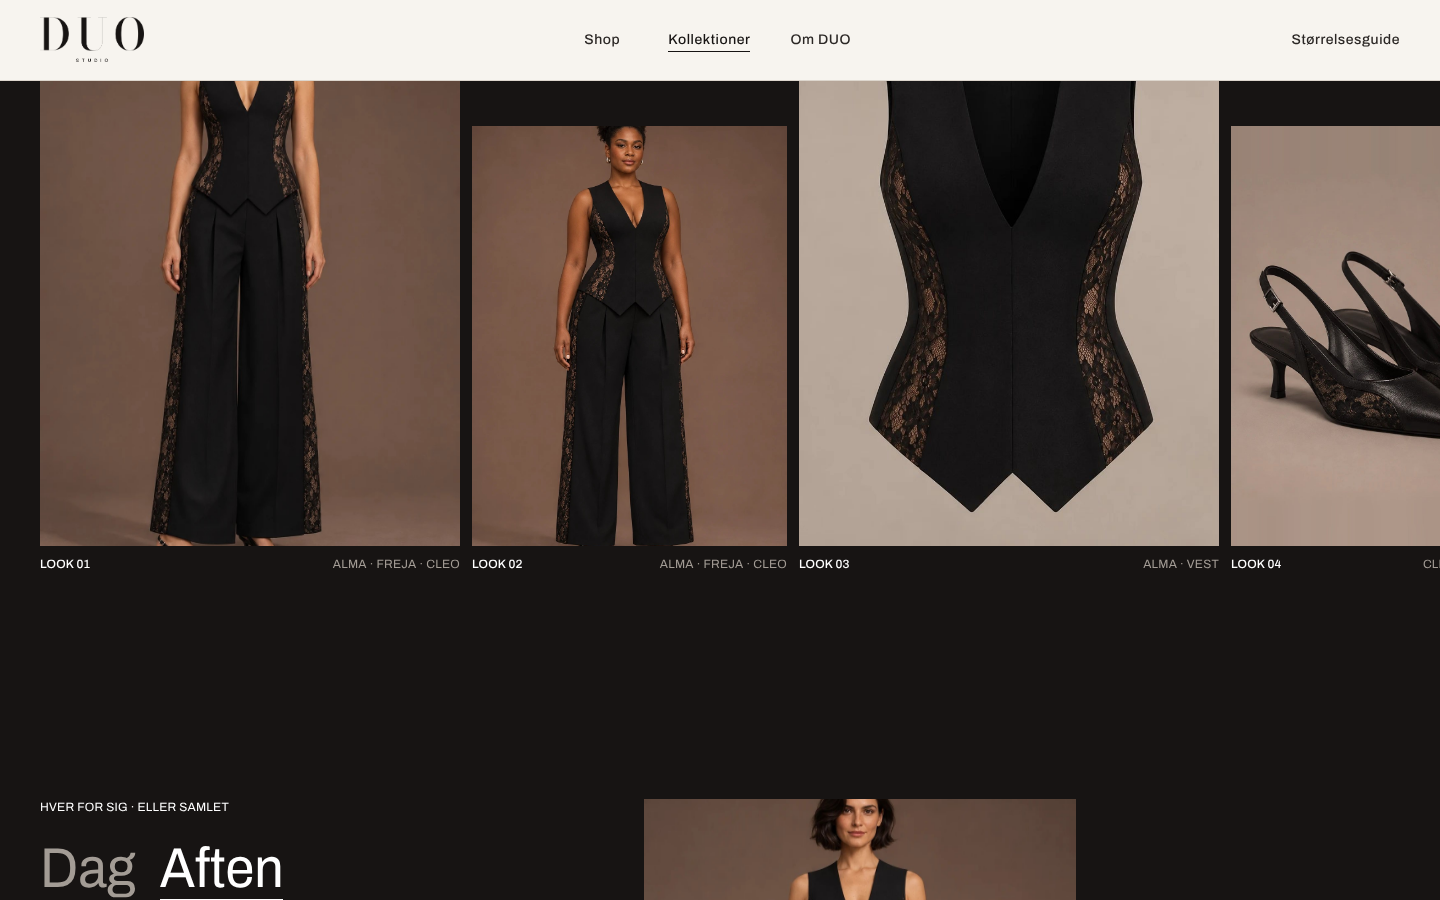 DUO
STUDIO
Shop
Kollektioner
Om DUO
Størrelsesguide
LOOK 01
ALMA · FREJA · CLEO
LOOK 02
ALMA · FREJA · CLEO
LOOK 03
ALMA · VEST
LOOK 04
HVER FOR SIG · ELLER SAMLET
Dag Aften